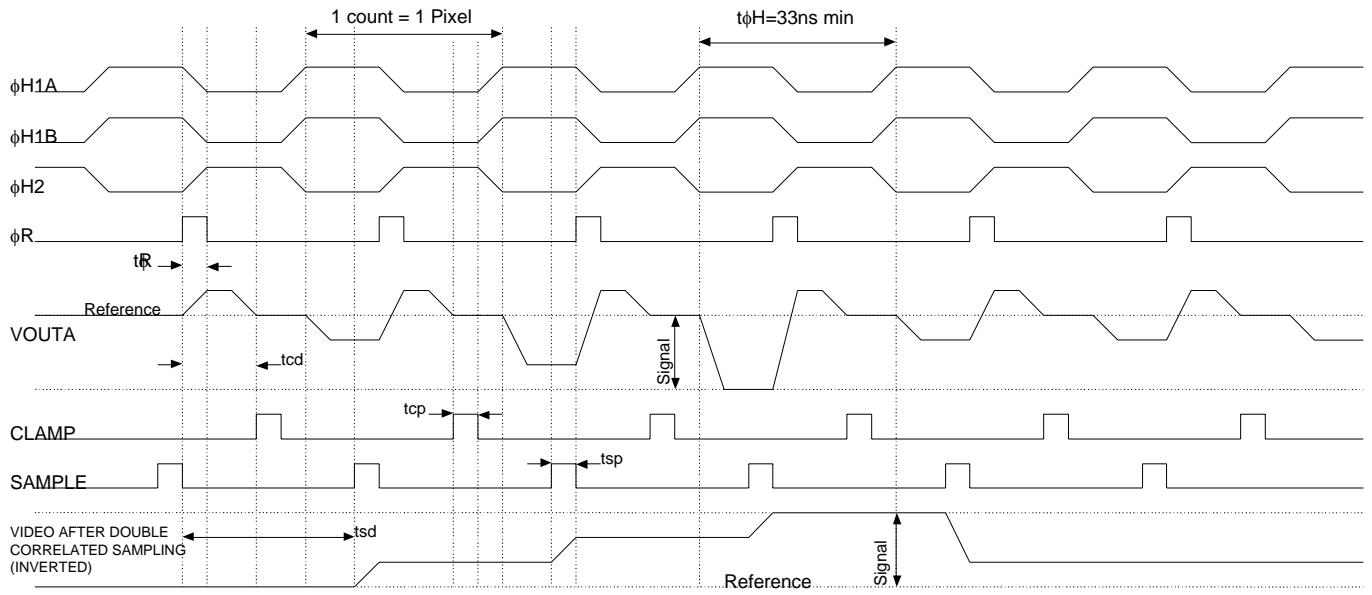 1 count = 1 Pixel
tϕH=33ns min
ϕH1A
ϕH1B
ϕH2
ϕR
tϕR
Reference
VOUTA
Signal
tcd
tcp
CLAMP
tsp
SAMPLE
VIDEO AFTER DOUBLE
CORRELATED SAMPLING
(INVERTED)
tsd
Signal
Reference